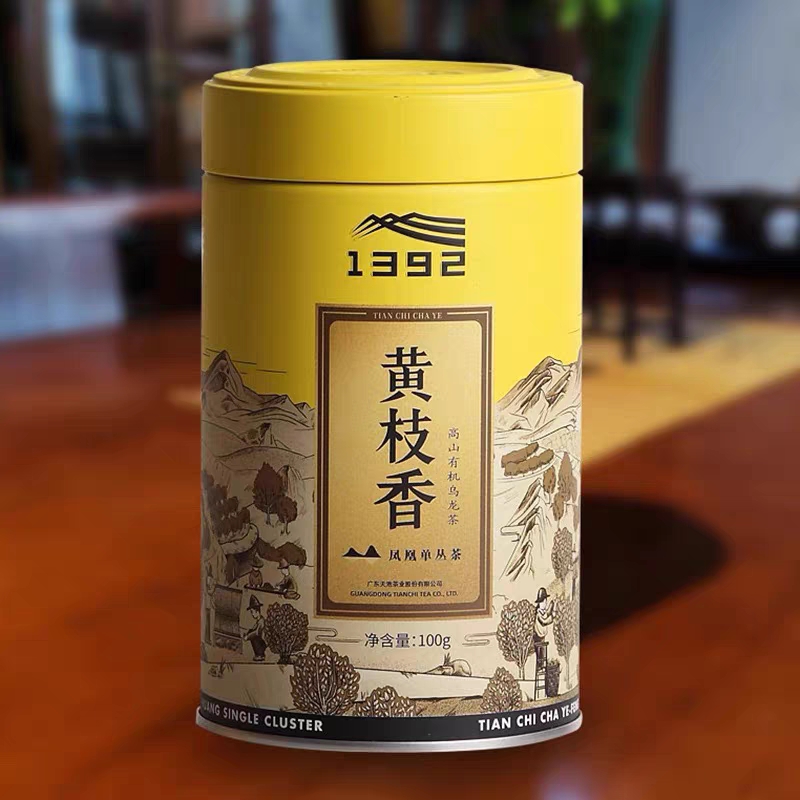 1392
TIAN CHI CHA YE
黄枝香
高山有机乌龙茶
凤凰单丛茶
广东天池茶业股份有限公司
GUANGDONG TIANCHI TEA CO., LTD.
净含量:100g
UANG SINGLE CLUSTER
TIAN CHI CHA YE-FE